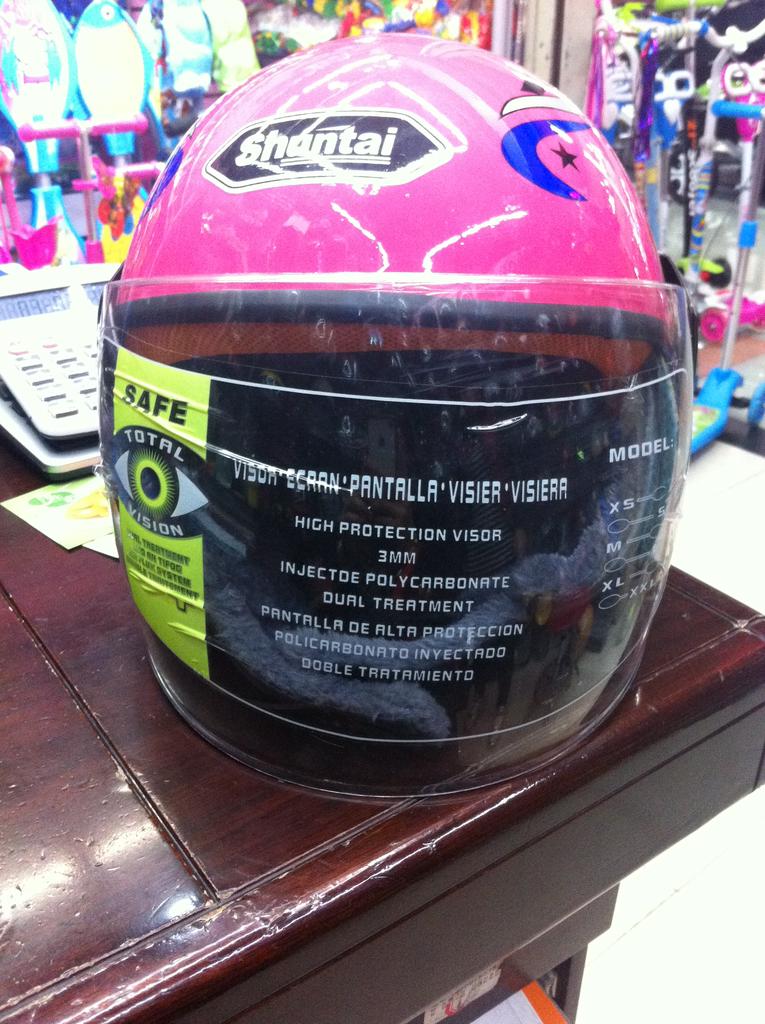 Shuntai
SAFE
TOTAL
VISION
VISOR·ECRAN·PANTALLA·VISIER·VISIERA
HIGH PROTECTION VISOR
3MM
INJECTDE POLYCARBONATE
DUAL TREATMENT
PANTALLA DE ALTA PROTECCION
POLICARBONATO INYECTADO
DOBLE TRATAMIENTO
MODEL:
XS
S
M
XL